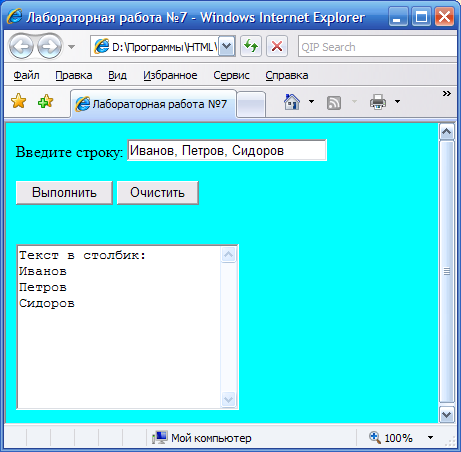 Лабораторная работа №7 - Windows Internet Explorer
D:\Программы\HTML\
QIP Search
Файл Правка Вид Избранное Сервис Справка
Лабораторная работа №7
»
Введите строку: Иванов, Петров, Сидоров
Выполнить Очистить
Текст в столбик:
Иванов
Петров
Сидоров
Мой компьютер 100%